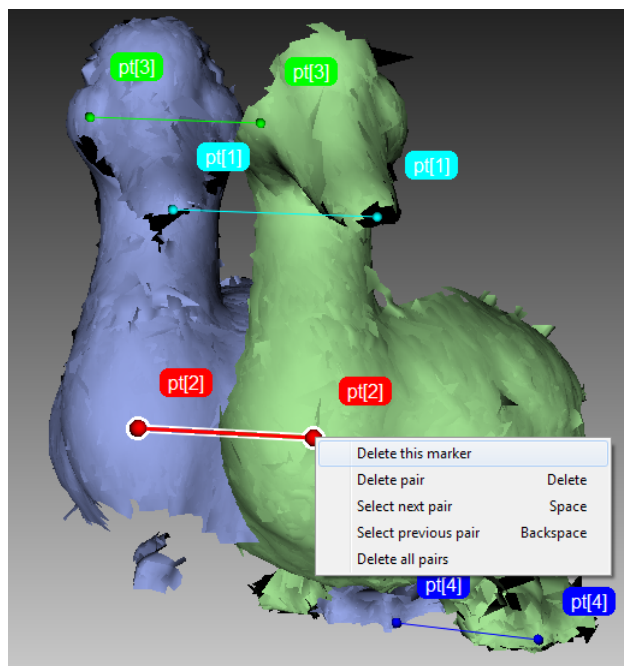 pt[3]
pt[3]
pt[1]
pt[1]
pt[2]
pt[2]
Delete this marker
Delete pair Delete
Select next pair Space
Select previous pair Backspace
Delete all pairs
pt[4]
pt[4]